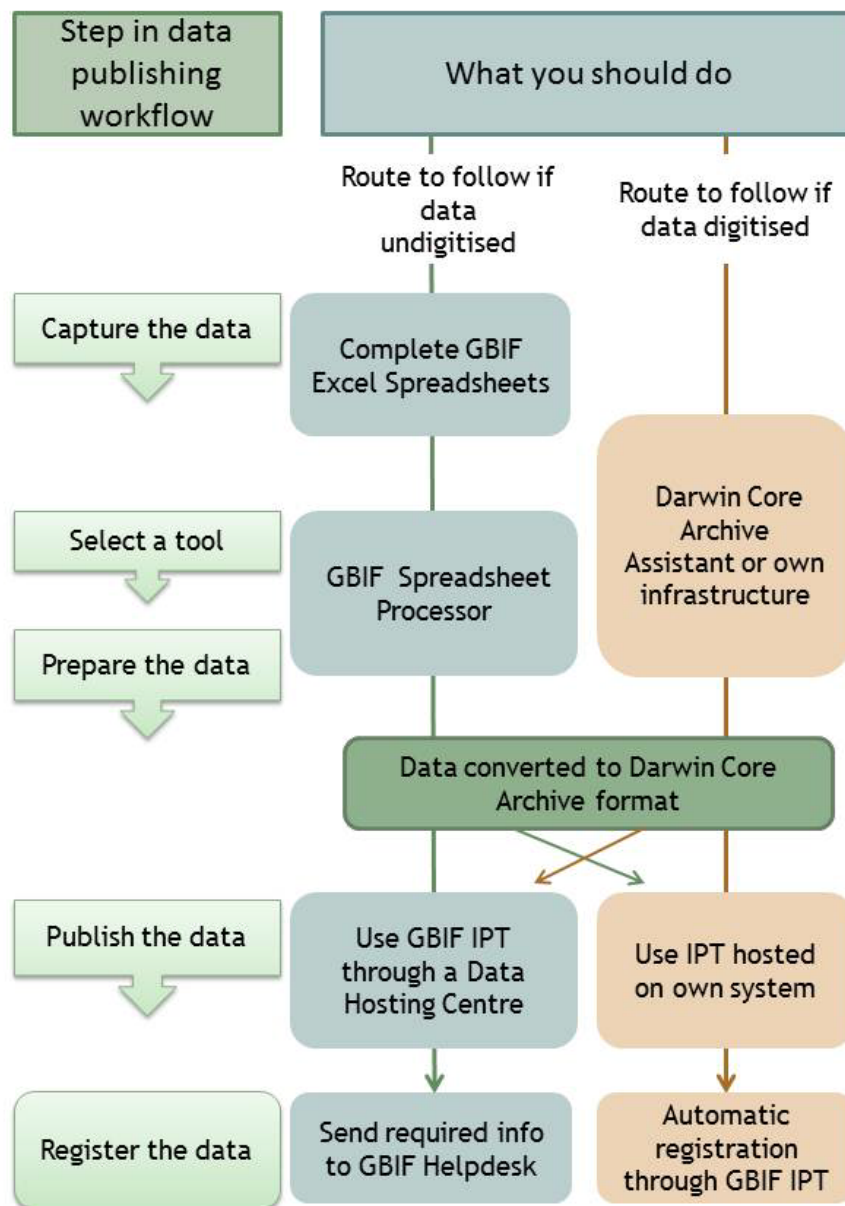 Step in data
publishing
workflow
What you should do
Route to follow if
data
undigitised
Route to follow if
data digitised
Capture the data
Complete GBIF
Excel Spreadsheets
Select a tool
GBIF Spreadsheet
Processor
Darwin Core
Archive
Assistant or own
infrastructure
Prepare the data
Data converted to Darwin Core
Archive format
Publish the data
Use GBIF IPT
through a Data
Hosting Centre
Use IPT hosted
on own system
Register the data
Send required info
to GBIF Helpdesk
Automatic
registration
through GBIF IPT